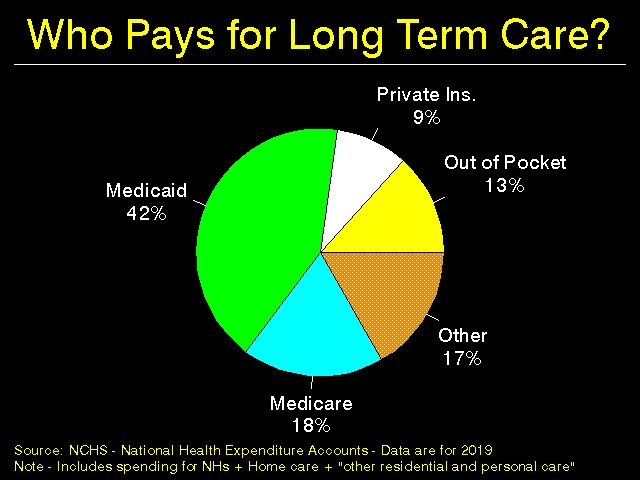 Who Pays for Long Term Care?
Private Ins.
9%
Out of Pocket
13%
Medicaid
42%
Other
17%
Medicare
18%
Source: NCHS - National Health Expenditure Accounts - Data are for 2019
Note - Includes spending for NHs + Home care + "other residential and personal care"